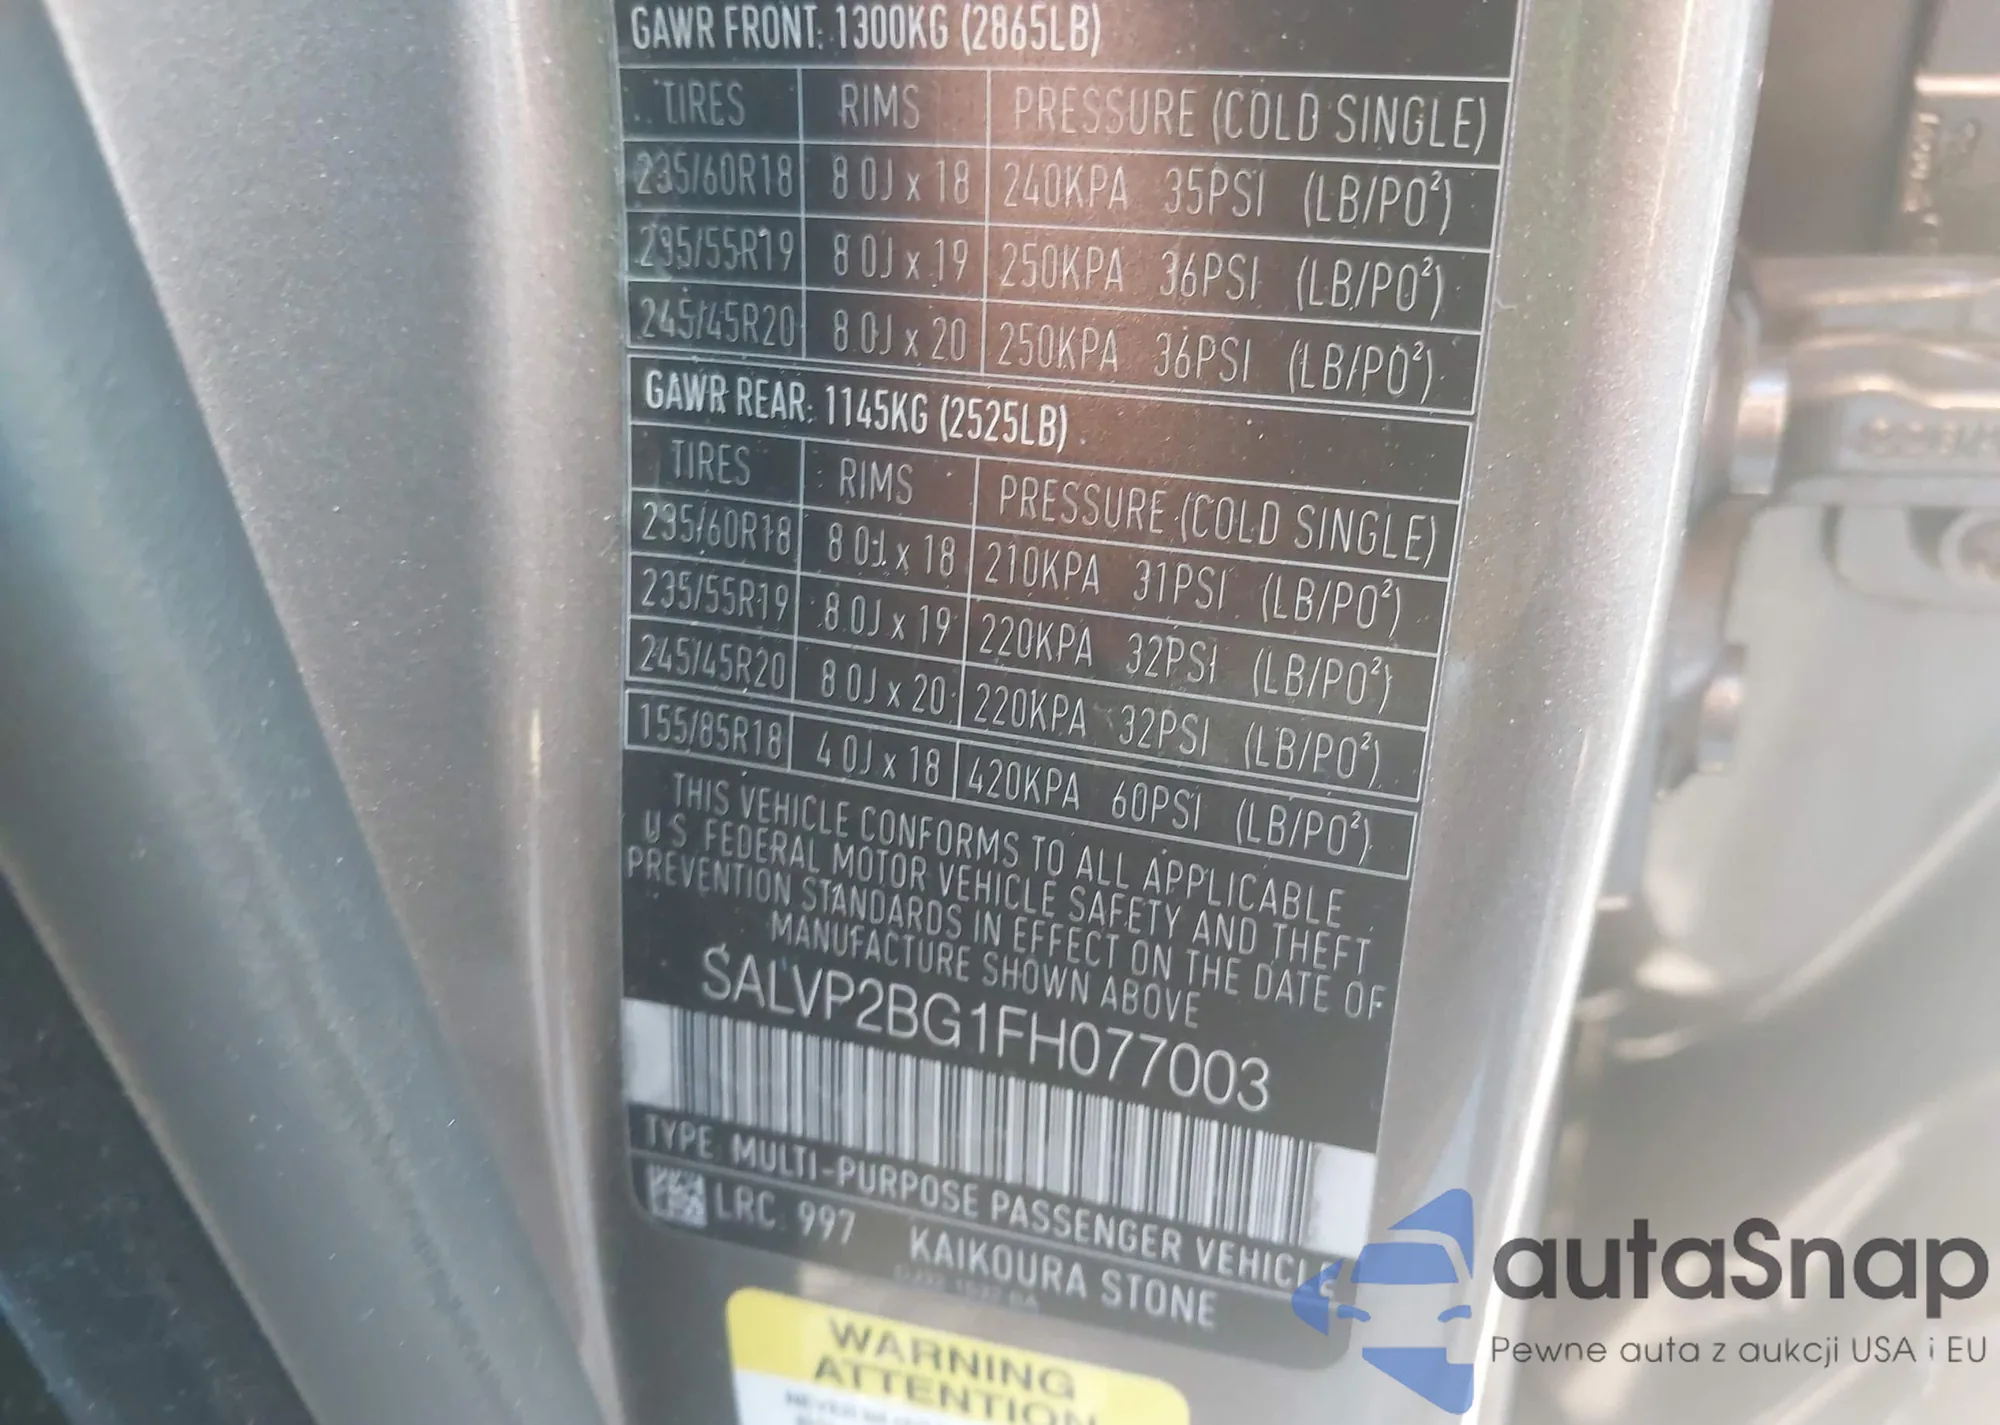 GAWR FRONT: 1300KG (2865LB)
TIRES RIMS PRESSURE (COLD SINGLE)
235/60R18 8.0J x 18 240KPA 35PSI (LB/PO²)
235/55R19 8.0J x 19 250KPA 36PSI (LB/PO²)
245/45R20 8.0J x 20 250KPA 36PSI (LB/PO²)
GAWR REAR: 1145KG (2525LB)
TIRES RIMS PRESSURE (COLD SINGLE)
235/60R18 8.0J x 18 210KPA 31PSI (LB/PO²)
235/55R19 8.0J x 19 220KPA 32PSI (LB/PO²)
245/45R20 8.0J x 20 220KPA 32PSI (LB/PO²)
155/85R18 4.0J x 18 420KPA 60PSI (LB/PO²)
THIS VEHICLE CONFORMS TO ALL APPLICABLE
U.S. FEDERAL MOTOR VEHICLE SAFETY AND THEFT
PREVENTION STANDARDS IN EFFECT ON THE DATE OF
MANUFACTURE SHOWN ABOVE
SALVP2BG1FH077003
TYPE: MULTI-PURPOSE PASSENGER VEHICLE
LRC: 997 KAIKOURA STONE
WARNING
ATTENTION
autaSnap
Pewne auta z aukcji USA i EU